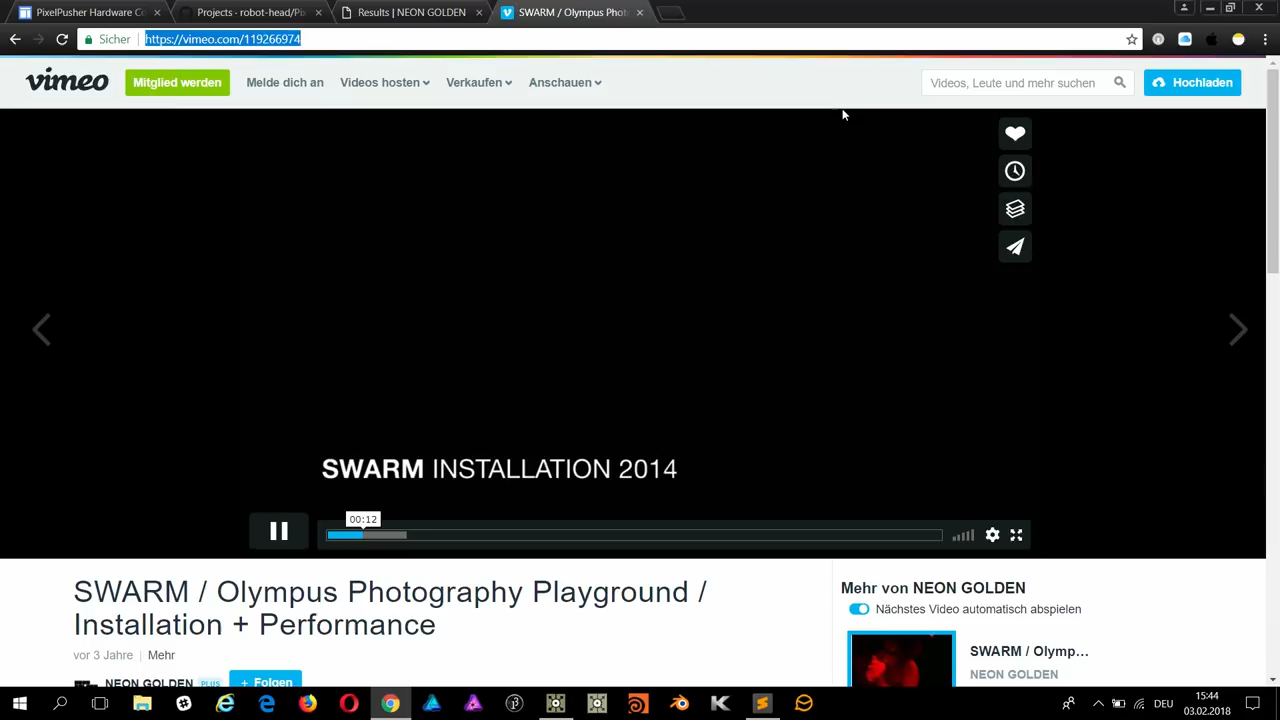 PixelPusher Hardware Co
Projects · robot-head/Pix
Results | NEON GOLDEN
SWARM / Olympus Phot
Sicher
https://vimeo.com/119266974
vimeo
Mitglied werden
Melde dich an
Videos hosten
Verkaufen
Anschauen
Videos, Leute und mehr suchen
Hochladen
SWARM INSTALLATION 2014
00:12
SWARM / Olympus Photography Playground /
Installation + Performance
vor 3 Jahre
Mehr
NEON GOLDEN PLUS
+ Folgen
Mehr von NEON GOLDEN
Nächstes Video automatisch abspielen
SWARM / Olymp…
NEON GOLDEN
DEU
15:44
03.02.2018